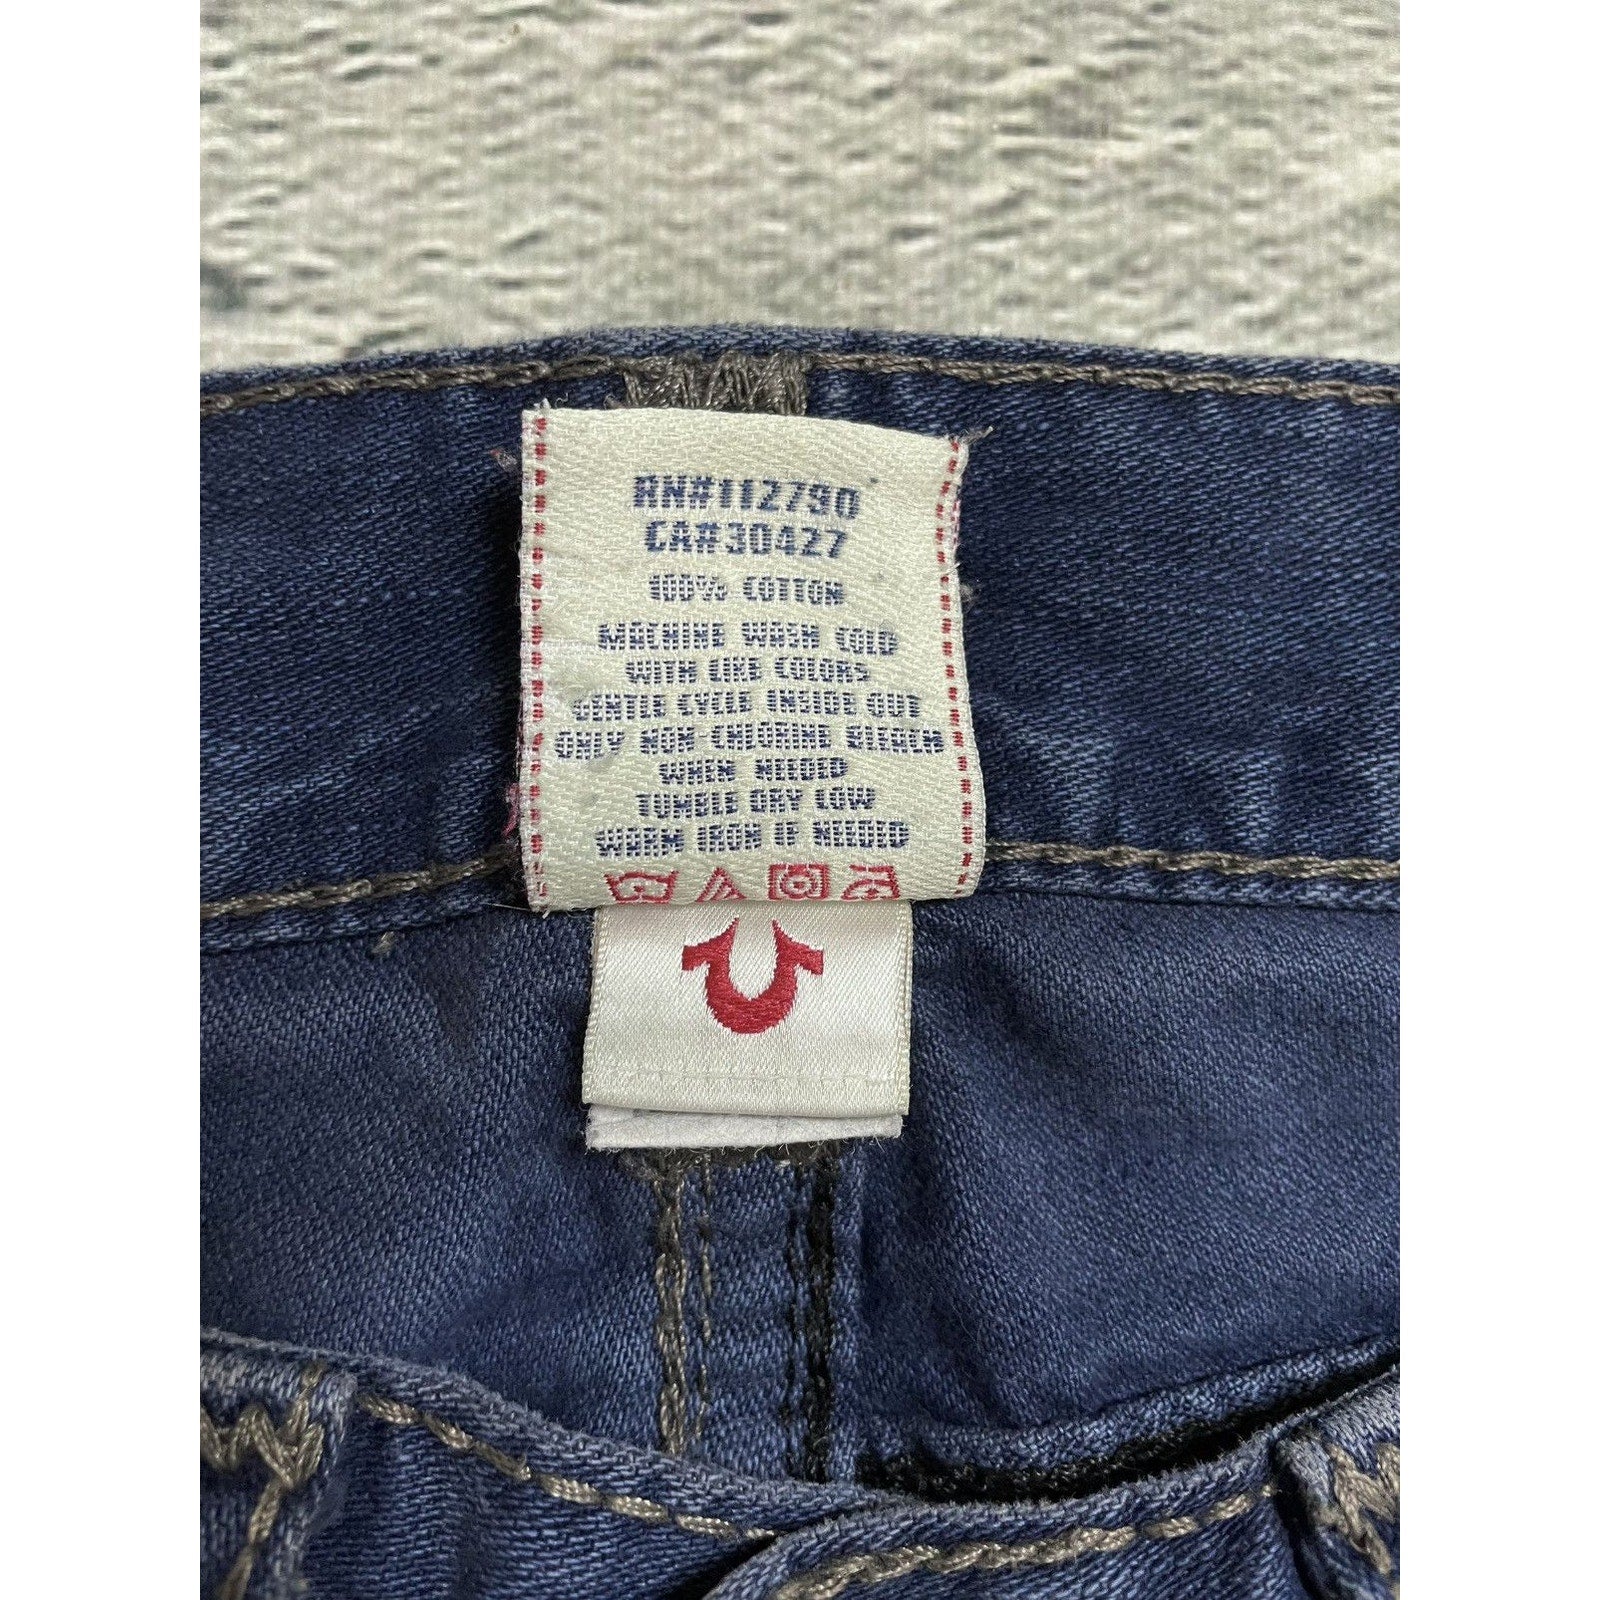 RN#112790
CA#30427
100% COTTON
MACHINE WASH COLD
WITH LIKE COLORS
GENTLE CYCLE INSIDE OUT
ONLY NON-CHLORINE BLEACH
WHEN NEEDED
TUMBLE DRY LOW
WARM IRON IF NEEDED